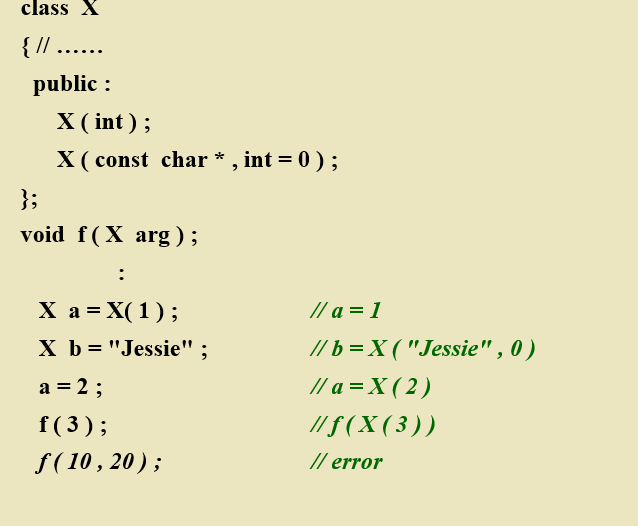 class X
{ // ……
public :
X ( int ) ;
X ( const char * , int = 0 ) ;
};
void f ( X arg ) ;
:
X a = X( 1 ) ; // a = 1
X b = "Jessie" ; // b = X ( "Jessie" , 0 )
a = 2 ; // a = X ( 2 )
f ( 3 ) ; // f ( X ( 3 ) )
f ( 10 , 20 ) ; // error